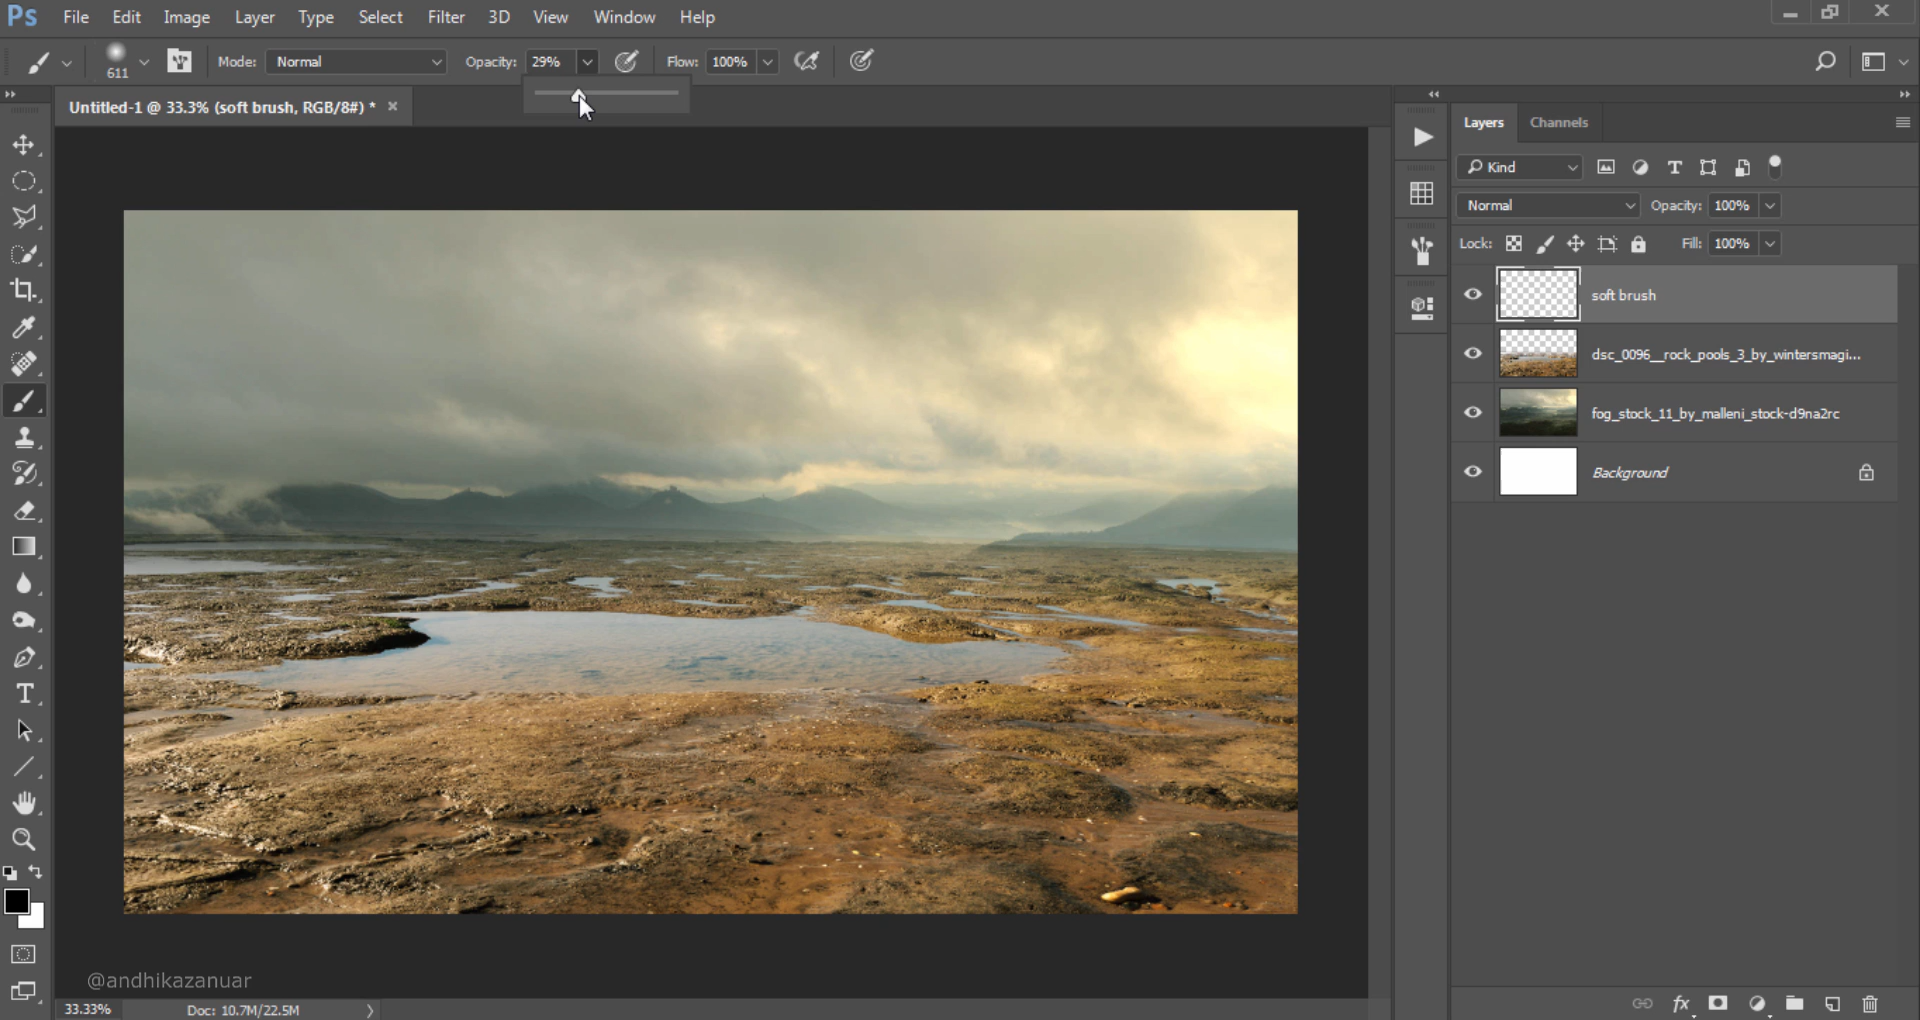 Ps File Edit Image Layer Type Select Filter 3D View Window Help
611 Mode: Normal Opacity: 29% Flow: 100%
Untitled-1 @ 33.3% (soft brush, RGB/8#) * ×
Layers Channels
Kind
Normal Opacity: 100%
Lock: Fill: 100%
soft brush
dsc_0096__rock_pools_3_by_wintersmagi...
fog_stock_11_by_malleni_stock-d9na2rc
Background
@andhikazanuar
33.33% Doc: 10.7M/22.5M